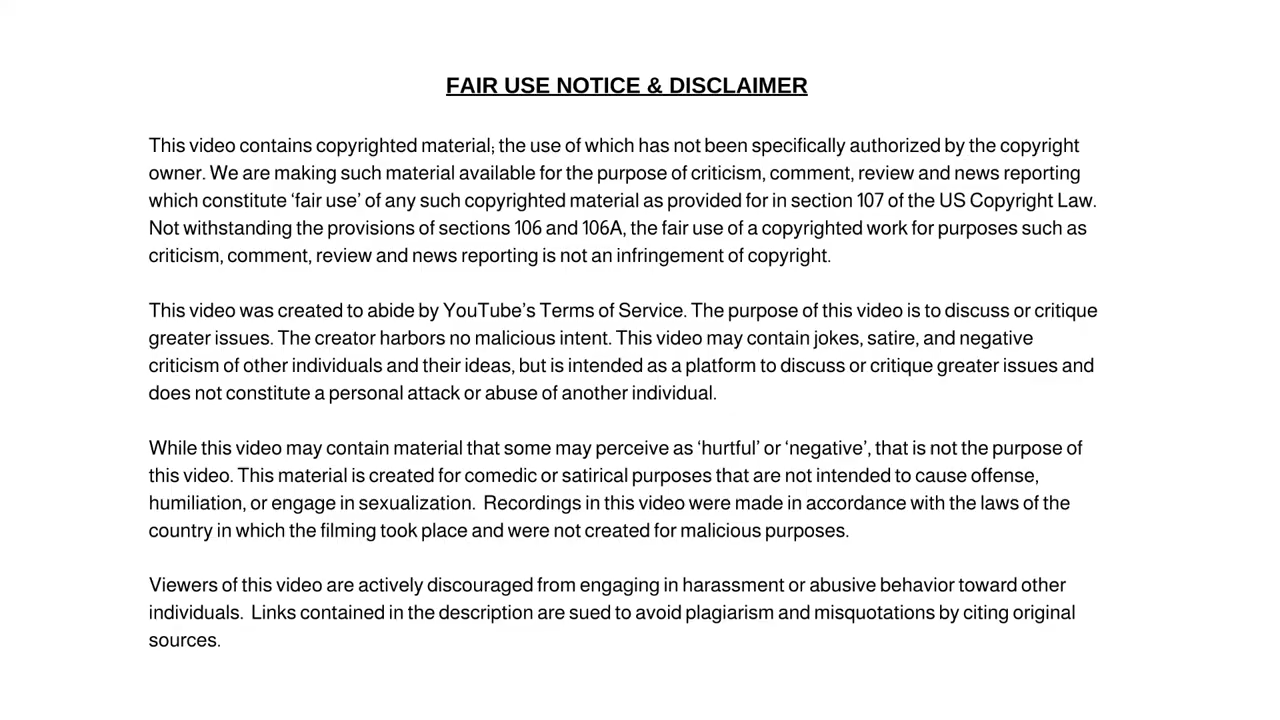 FAIR USE NOTICE & DISCLAIMER
This video contains copyrighted material; the use of which has not been specifically authorized by the copyright
owner. We are making such material available for the purpose of criticism, comment, review and news reporting
which constitute ‘fair use’ of any such copyrighted material as provided for in section 107 of the US Copyright Law.
Not withstanding the provisions of sections 106 and 106A, the fair use of a copyrighted work for purposes such as
criticism, comment, review and news reporting is not an infringement of copyright.
This video was created to abide by YouTube’s Terms of Service. The purpose of this video is to discuss or critique
greater issues. The creator harbors no malicious intent. This video may contain jokes, satire, and negative
criticism of other individuals and their ideas, but is intended as a platform to discuss or critique greater issues and
does not constitute a personal attack or abuse of another individual.
While this video may contain material that some may perceive as ‘hurtful’ or ‘negative’, that is not the purpose of
this video. This material is created for comedic or satirical purposes that are not intended to cause offense,
humiliation, or engage in sexualization.  Recordings in this video were made in accordance with the laws of the
country in which the filming took place and were not created for malicious purposes.
Viewers of this video are actively discouraged from engaging in harassment or abusive behavior toward other
individuals.  Links contained in the description are sued to avoid plagiarism and misquotations by citing original
sources.